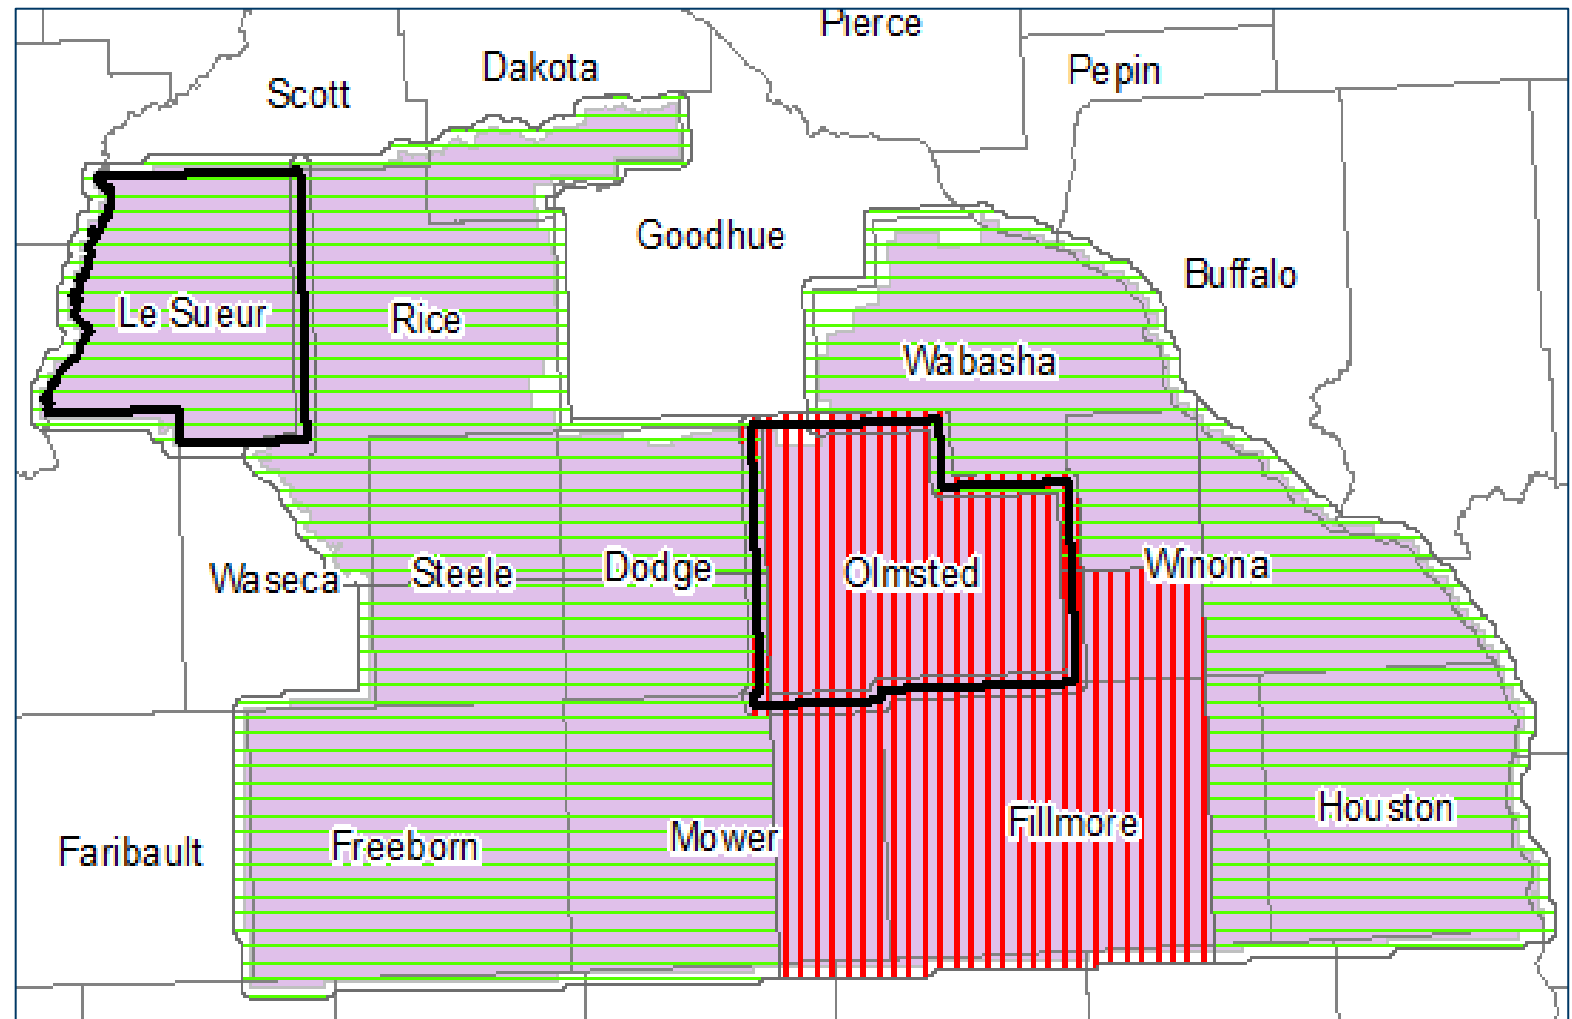 Pierce
Dakota
Pepin
Scott
Goodhue
Buffalo
Le Sueur
Rice
Wabasha
Waseca
Steele
Dodge
Olmsted
Winona
Faribault
Freeborn
Mower
Fillmore
Houston